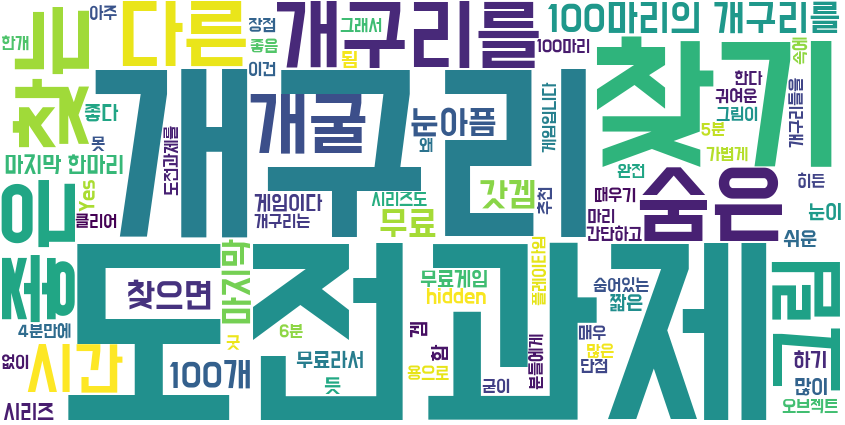 아주
다른
장점
개구리를
그래서
100마리의 개구리를
한개
찾는
좋음
됨
100마리
속에
이건
개구리
찾기
한다
귀여운
좋다
개굴
눈아픔
게임입니다
그림이
개구리들을
못
도전과제를
왜
5분
가볍게
마지막 한마리
완전
좋은
Yes
게임이다
시리즈도
갓겜
추천
때우기
숨은
히든
클리어
개구리는
무료
마리
간단하고
눈이
쉬운
도전과제
마지막
찾으면
무료게임
hidden
플레이타임
숨어있는
짧은
그림
4분만에
6분
겜
매우
없이
시간
굿
함
분들에게
많은
단점
하기
100개
무료라서
듯
용으로
굳이
많이
시리즈
오브젝트